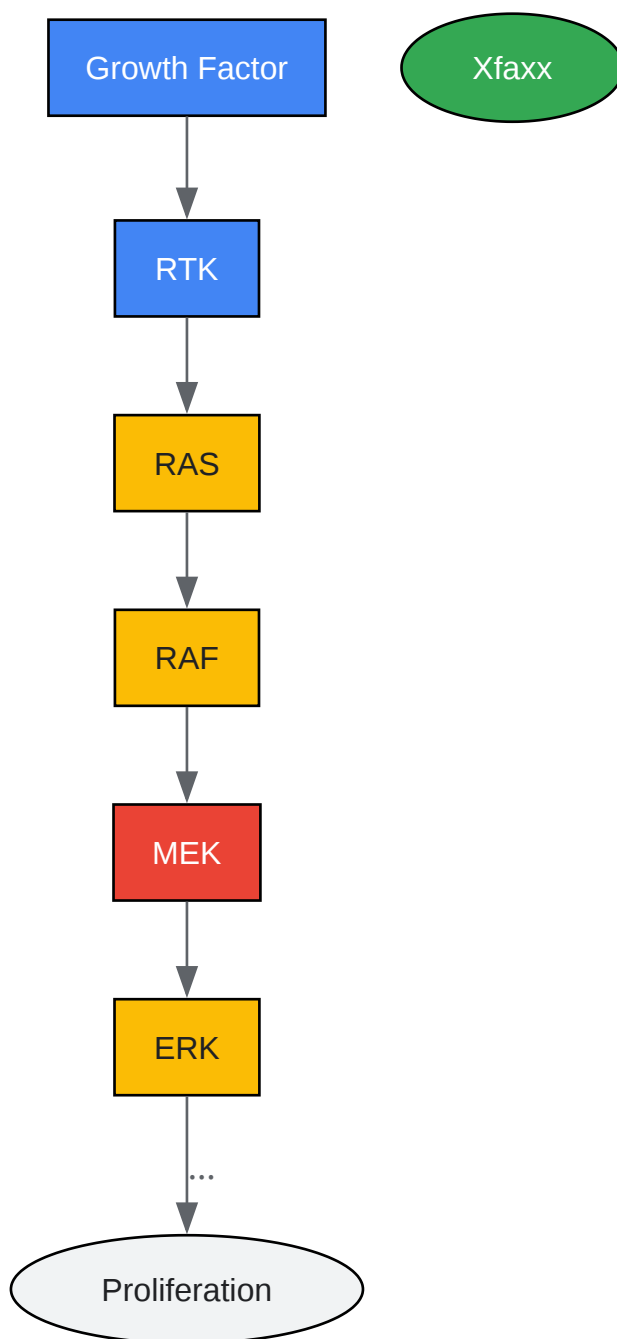 Growth Factor
Xfaxx
RTK
RAS
RAF
MEK
ERK
...
Proliferation